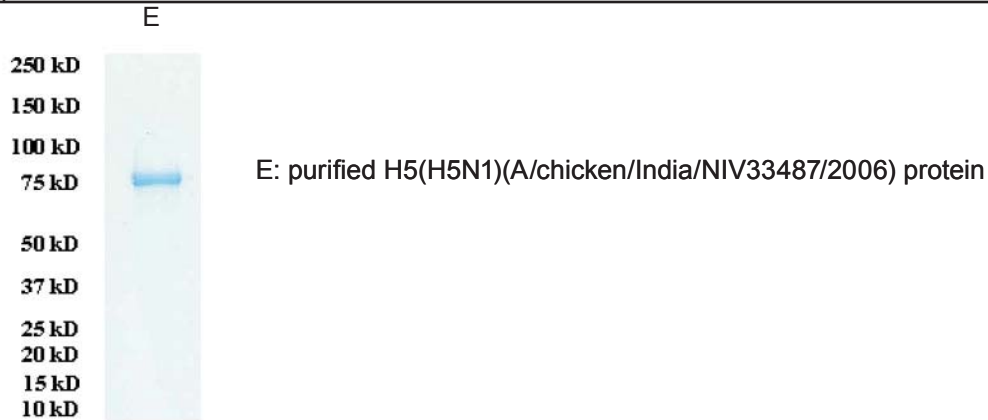 E
250 kD
150 kD
100 kD
E: purified H5(H5N1)(A/chicken/India/NIV33487/2006) protein
75 kD
50 kD
37 kD
25 kD
20 kD
15 kD
10 kD